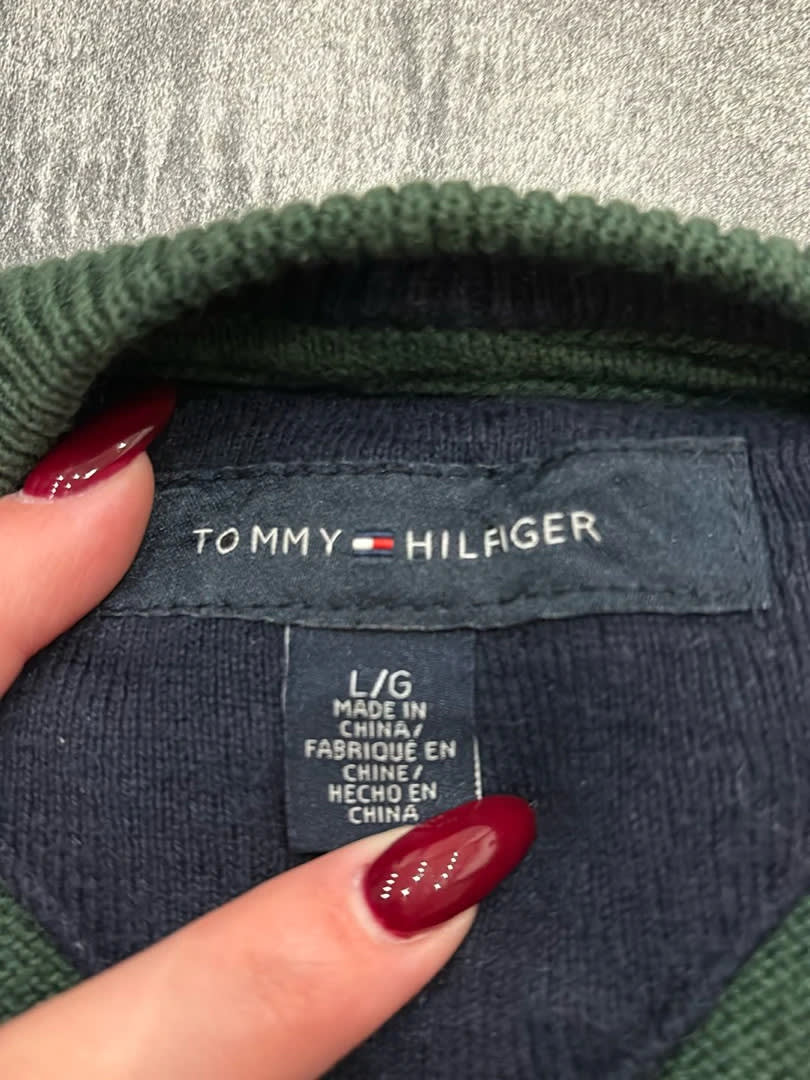 TOMMY HILFIGER
L/G
MADE IN
CHINA/
FABRIQUÉ EN
CHINE/
HECHO EN
CHINA